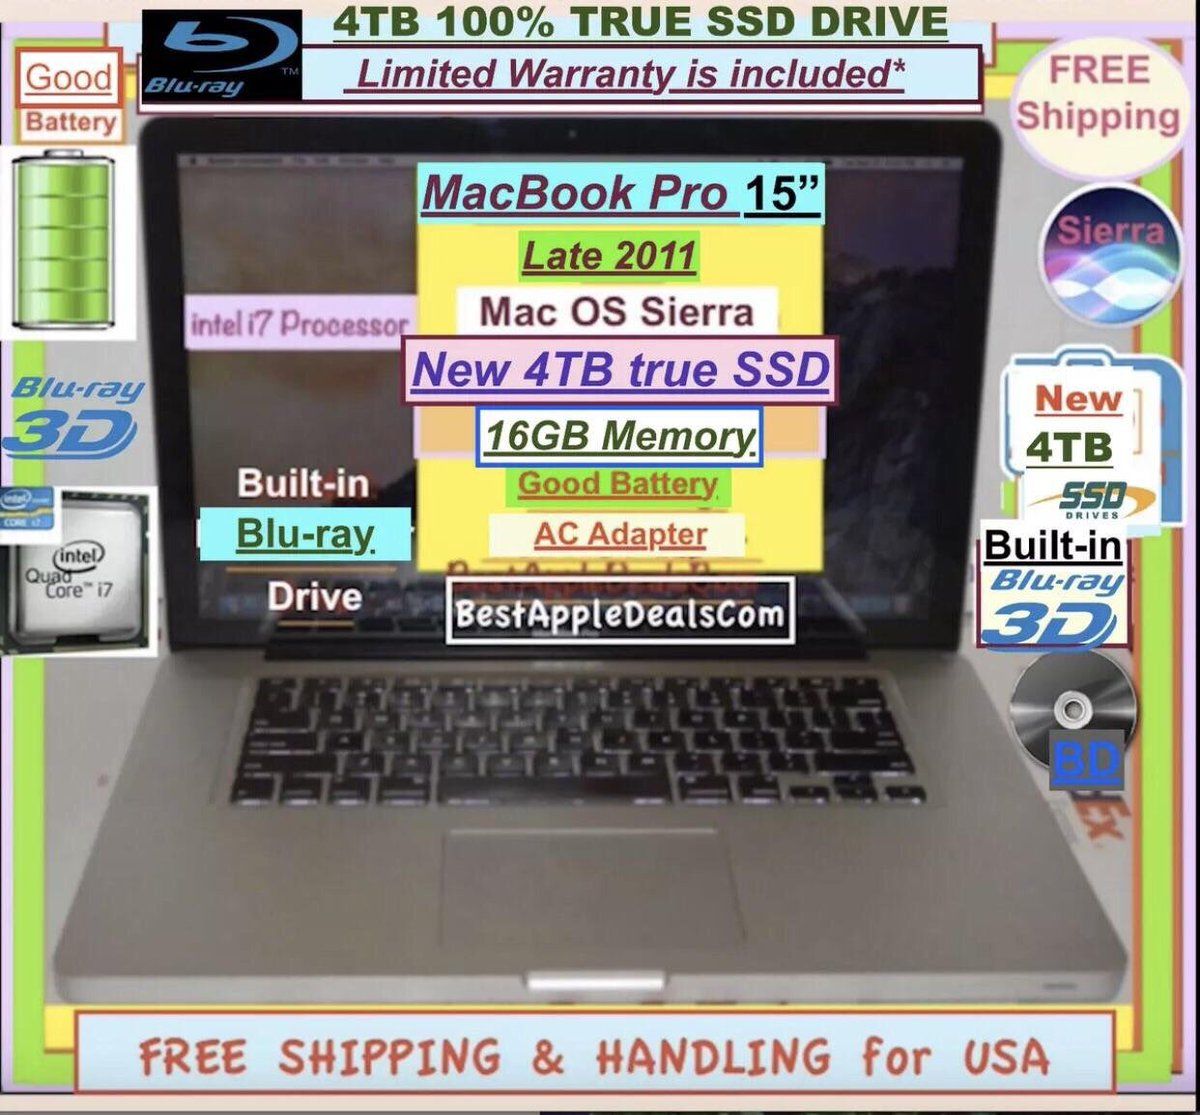 4TB 100% TRUE SSD DRIVE
Blu-ray TM
Limited Warranty is included*
Good
Battery
FREE
Shipping
MacBook Pro 15”
Late 2011
Sierra
Mac OS Sierra
intel i7 Processor
New 4TB true SSD
Blu-ray
3D
16GB Memory
New
4TB
SSD
DRIVES
Built-in
Blu-ray
Drive
Good Battery
AC Adapter
BestAppleDealsCom
intel
CORE i7
intel
Quad
Core™ i7
Built-in
Blu-ray
3D
BD
Ex
FREE SHIPPING & HANDLING for USA